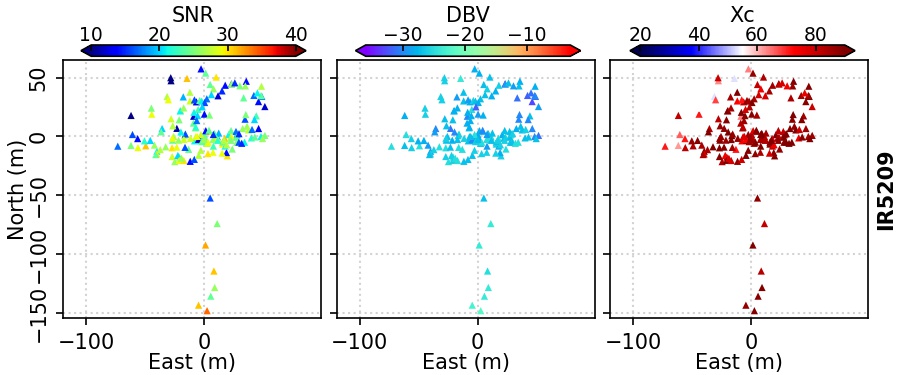 SNR
DBV
Xc
10 20 30 40
−30 −20 −10
20 40 60 80
North (m)
50
0
−50
−100
−150
−100 0
−100 0
−100 0
East (m)
East (m)
East (m)
IR5209